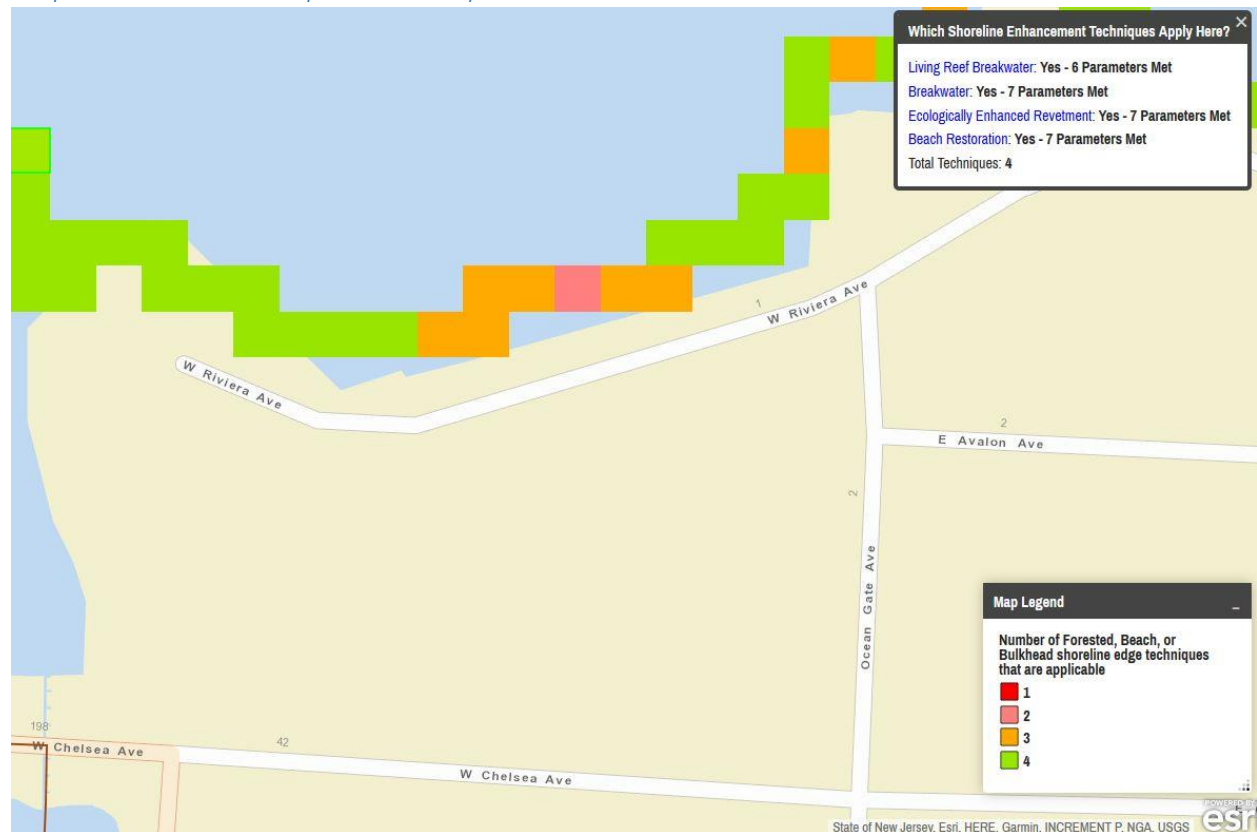 Which Shoreline Enhancement Techniques Apply Here?
Living Reef Breakwater: Yes - 6 Parameters Met
Breakwater: Yes - 7 Parameters Met
Ecologically Enhanced Revetment: Yes - 7 Parameters Met
Beach Restoration: Yes - 7 Parameters Met
Total Techniques: 4
1
W Riviera Ave
W Riviera Ave
2
E Avalon Ave
2
Ocean Gate Ave
Map Legend
Number of Forested, Beach, or
Bulkhead shoreline edge techniques
that are applicable
1
2
3
4
198
W Chelsea Ave
42
W Chelsea Ave
POWERED BY
esri
State of New Jersey, Esri, HERE, Garmin, INCREMENT P, NGA, USGS